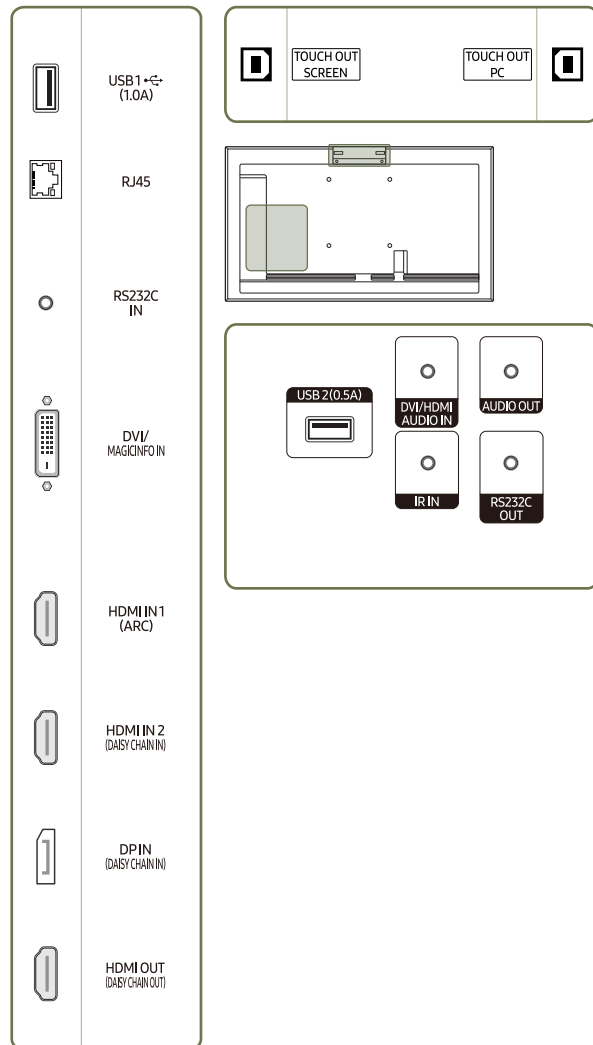 USB1
(1.0A)
RJ45
RS232C
IN
DVI/
MAGICINFO IN
HDMI IN 1
(ARC)
HDMI IN 2
(DAISY CHAIN IN)
DP IN
(DAISY CHAIN IN)
HDMI OUT
(DAISY CHAIN OUT)
TOUCH OUT
SCREEN
TOUCH OUT
PC
USB 2(0.5A)
DVI/HDMI
AUDIO IN
AUDIO OUT
IR IN
RS232C
OUT